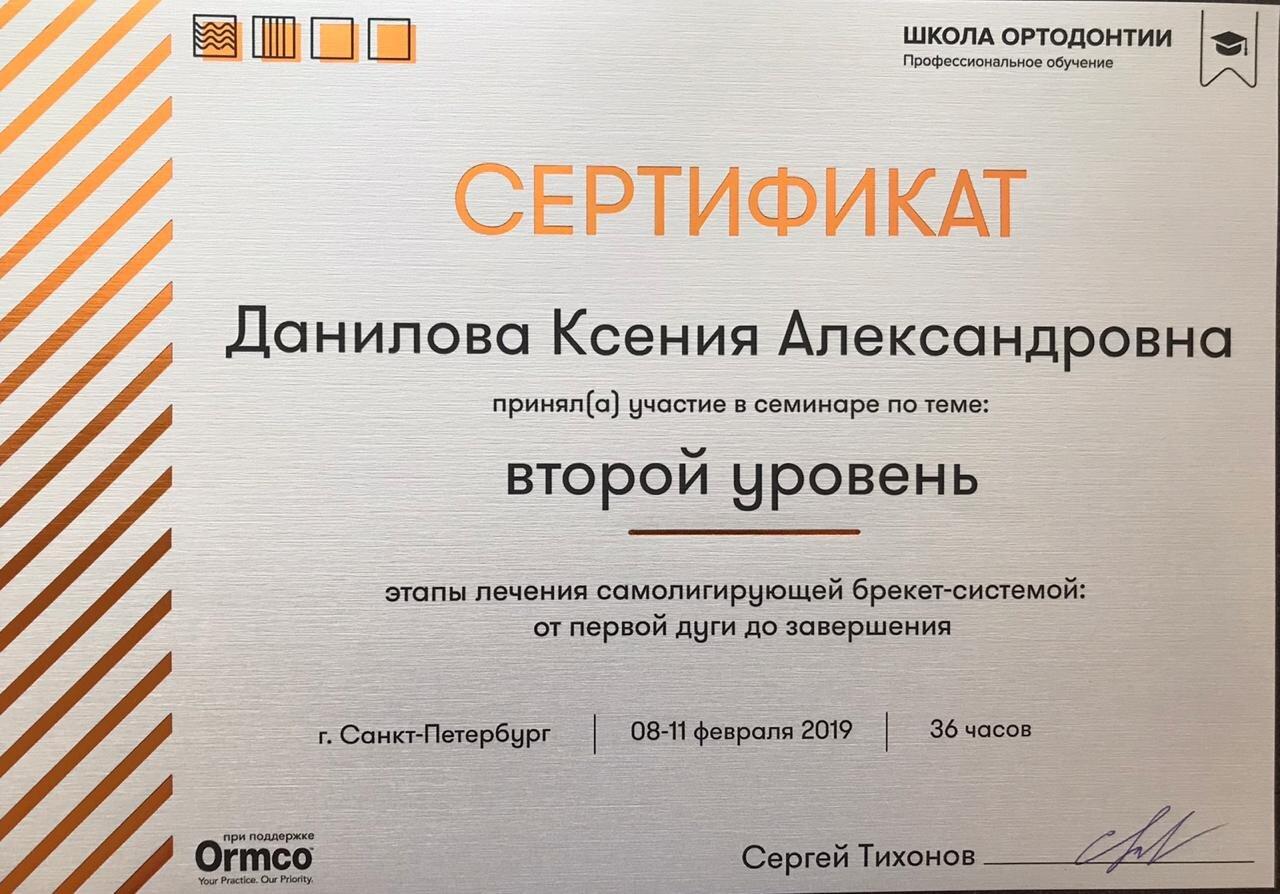 ШКОЛА ОРТОДОНТИИ
Профессиональное обучение
СЕРТИФИКАТ
Данилова Ксения Александровна
принял(а) участие в семинаре по теме:
второй уровень
этапы лечения самолигирующей брекет-системой:
от первой дуги до завершения
г. Санкт-Петербург | 08-11 февраля 2019 | 36 часов
при поддержке
Ormco™
Your Practice. Our Priority.
Сергей Тихонов